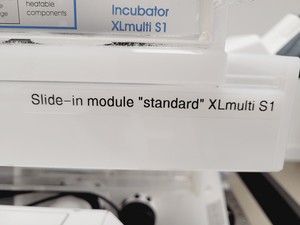 heatable
components
Incubator
XLmulti S1
Slide-in module "standard" XLmulti S1